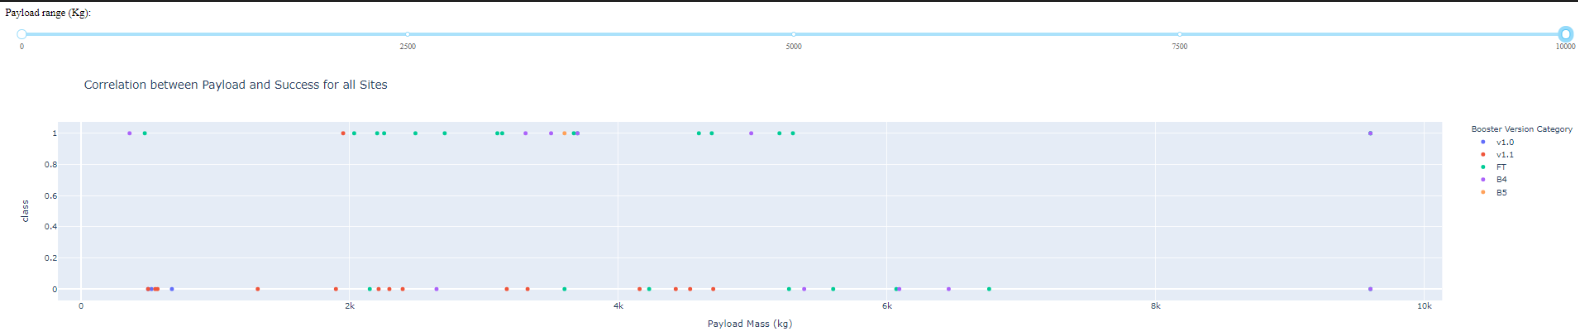 Payload range (Kg):
0 2500 5000 7500 10000
Correlation between Payload and Success for all Sites
Booster Version Category
v1.0
v1.1
FT
B4
B5
class
1
0.8
0.6
0.4
0.2
0
0 2k 4k 6k 8k 10k
Payload Mass (kg)